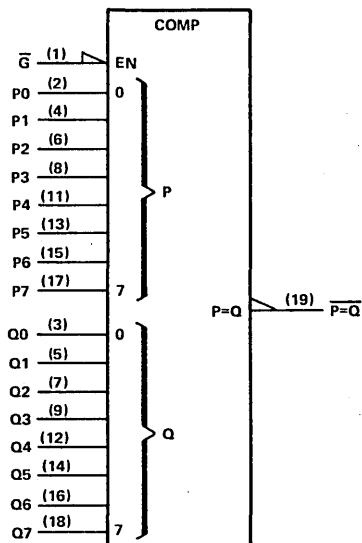 COMP
G̅ (1) EN
P0 (2) 0
P1 (4)
P2 (6)
P3 (8)
P4 (11) P
P5 (13)
P6 (15)
P7 (17) 7
P=Q (19) P̅=̅Q̅
Q0 (3) 0
Q1 (5)
Q2 (7)
Q3 (9)
Q4 (12) Q
Q5 (14)
Q6 (16)
Q7 (18) 7